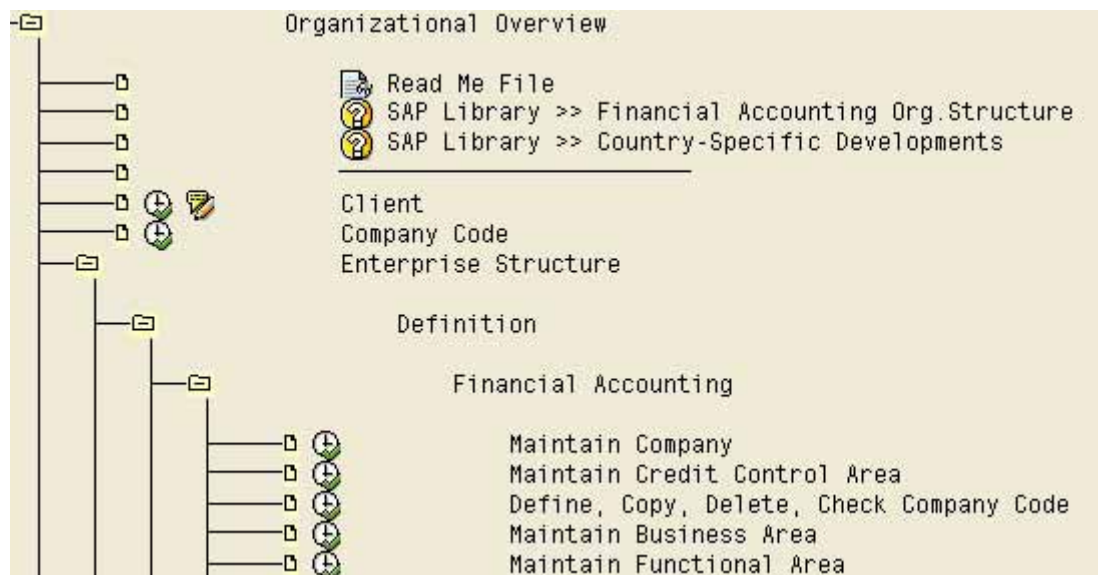 Organizational Overview
Read Me File
SAP Library >> Financial Accounting Org.Structure
SAP Library >> Country-Specific Developments
Client
Company Code
Enterprise Structure
Definition
Financial Accounting
Maintain Company
Maintain Credit Control Area
Define, Copy, Delete, Check Company Code
Maintain Business Area
Maintain Functional Area